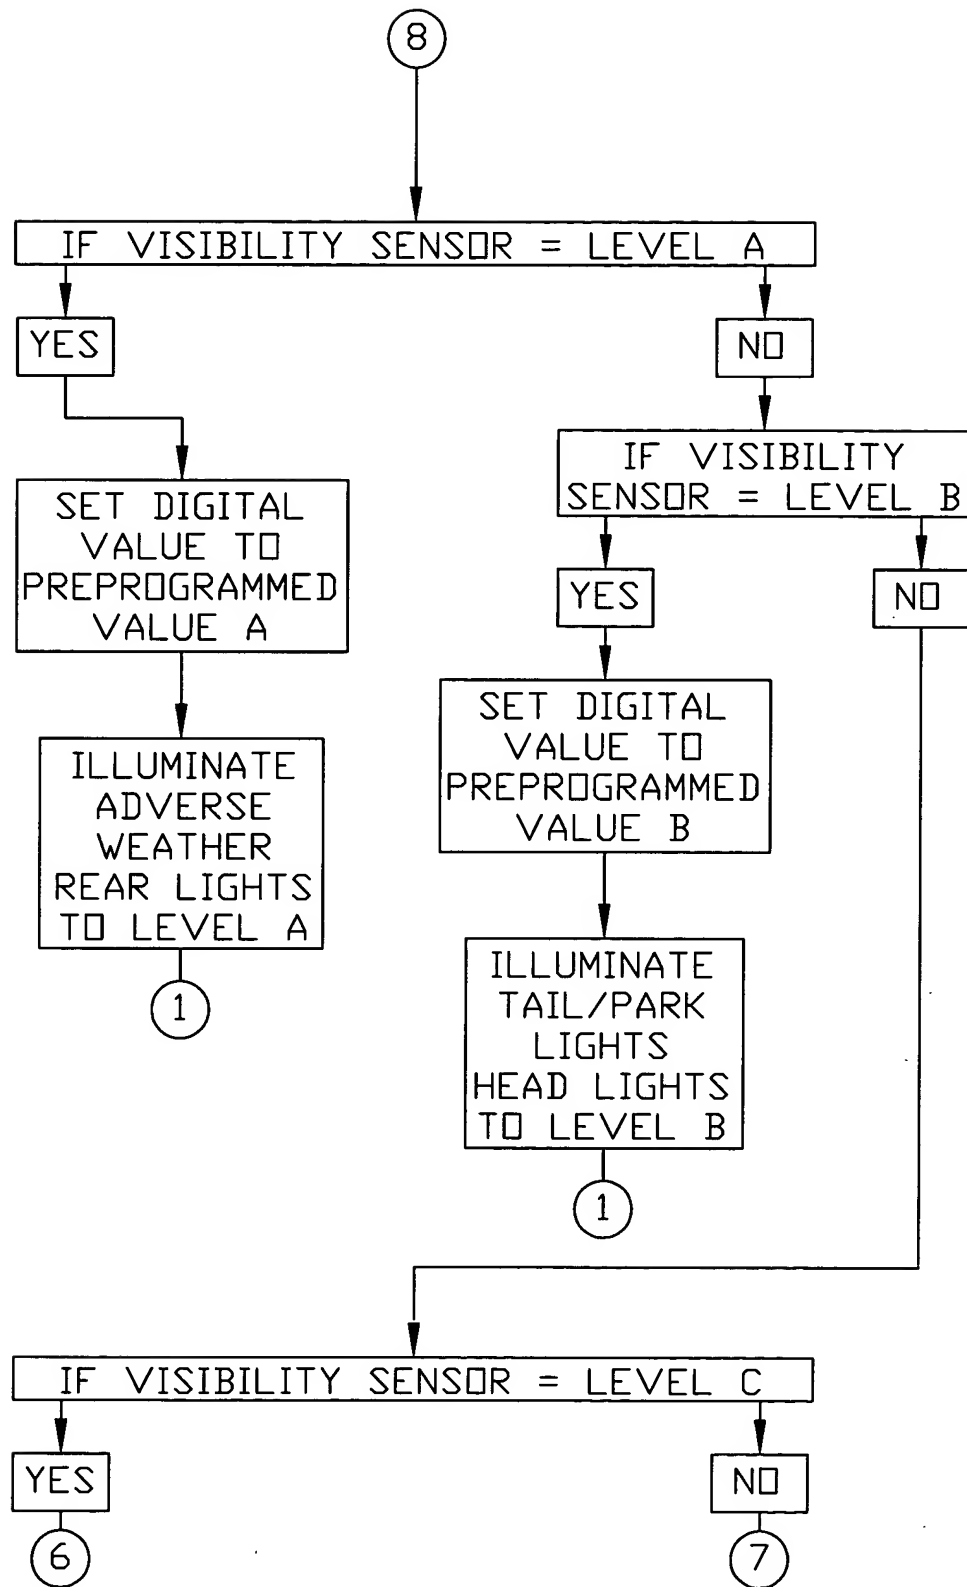 8
IF VISIBILITY SENSOR = LEVEL A
YES
NO
IF VISIBILITY
SENSOR = LEVEL B
SET DIGITAL
VALUE TO
PREPROGRAMMED
VALUE A
YES
NO
SET DIGITAL
VALUE TO
PREPROGRAMMED
VALUE B
ILLUMINATE
ADVERSE
WEATHER
REAR LIGHTS
TO LEVEL A
1
ILLUMINATE
TAIL/PARK
LIGHTS
HEAD LIGHTS
TO LEVEL B
1
IF VISIBILITY SENSOR = LEVEL C
YES
NO
6
7